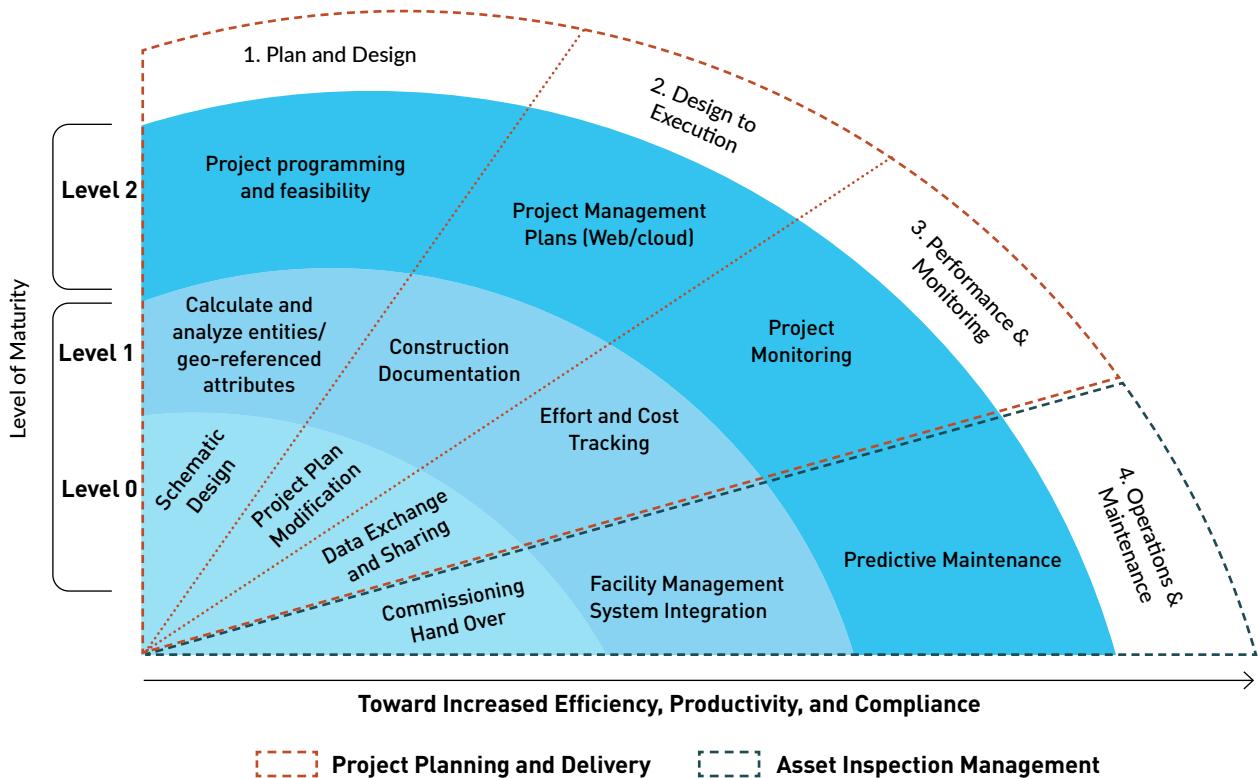 1. Plan and Design
2. Design to
Execution
3. Performance &
Monitoring
4. Operations &
Maintenance
Level of Maturity
Level 2
Level 1
Level 0
Project programming
and feasibility
Project Management
Plans (Web/cloud)
Project
Monitoring
Predictive Maintenance
Calculate and
analyze entities/
geo-referenced
attributes
Construction
Documentation
Effort and Cost
Tracking
Facility Management
System Integration
Schematic
Design
Project Plan
Modification
Data Exchange
and Sharing
Commissioning
Hand Over
Toward Increased Efficiency, Productivity, and Compliance
Project Planning and Delivery
Asset Inspection Management